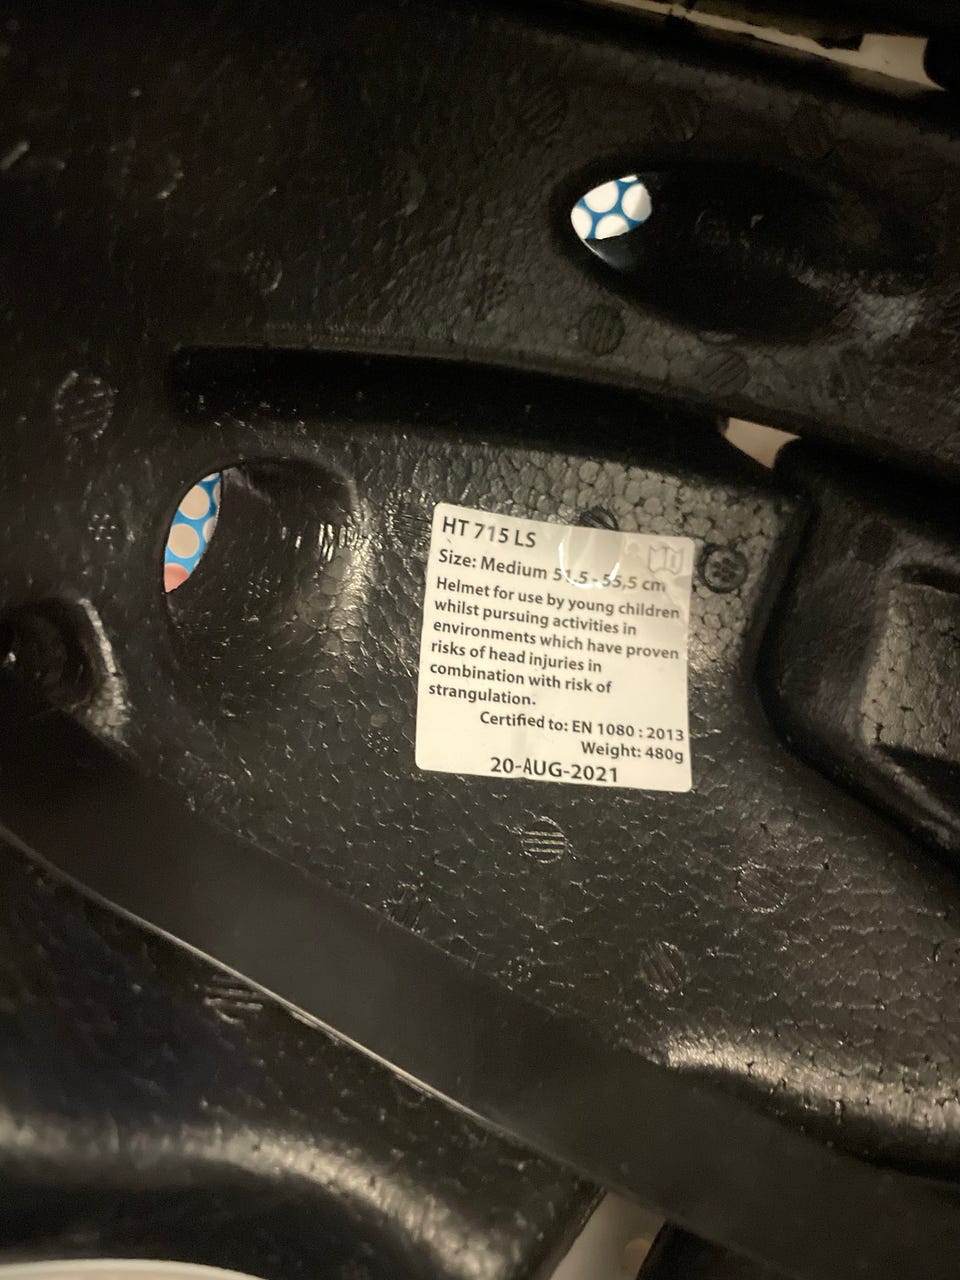 HT 715 LS
Size: Medium 51,5 - 55,5 cm
Helmet for use by young children
whilst pursuing activities in
environments which have proven
risks of head injuries in
combination with risk of
strangulation.
Certified to: EN 1080 : 2013
Weight: 480g
20-AUG-2021